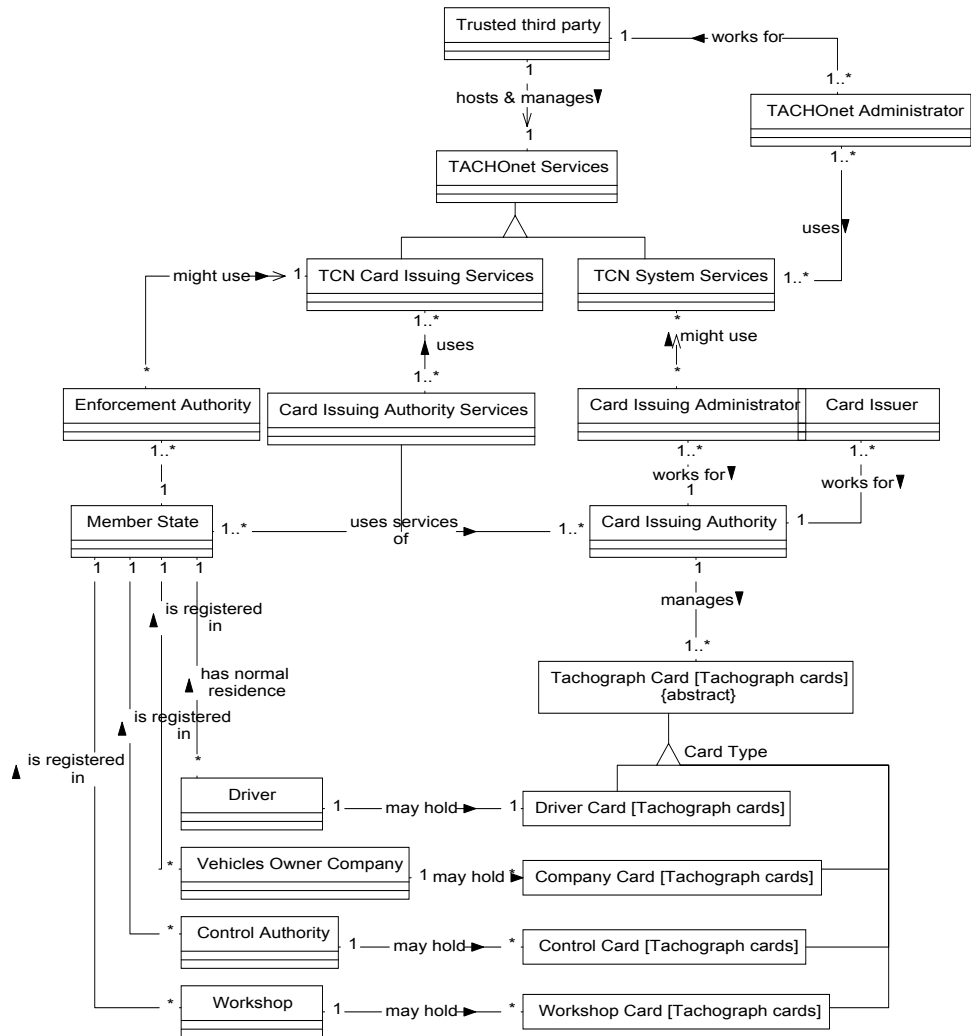 Trusted third party
1
works for
1
1..*
hosts & manages
TACHOnet Administrator
1
1..*
TACHOnet Services
uses
might use
1
TCN Card Issuing Services
TCN System Services
1..*
1..*
*
uses
might use
*
1..*
*
Enforcement Authority
Card Issuing Authority Services
Card Issuing Administrator
Card Issuer
1..*
1..*
1..*
works for
works for
1
1
Member State
1..*
uses services
of
1..*
Card Issuing Authority
1
1
1
1
1
1
is registered
in
manages
1..*
has normal
residence
Tachograph Card [Tachograph cards]
{abstract}
is registered
in
is registered
in
Card Type
*
Driver
1
may hold
1
Driver Card [Tachograph cards]
*
Vehicles Owner Company
1
may hold
*
Company Card [Tachograph cards]
*
Control Authority
1
may hold
*
Control Card [Tachograph cards]
*
Workshop
1
may hold
*
Workshop Card [Tachograph cards]